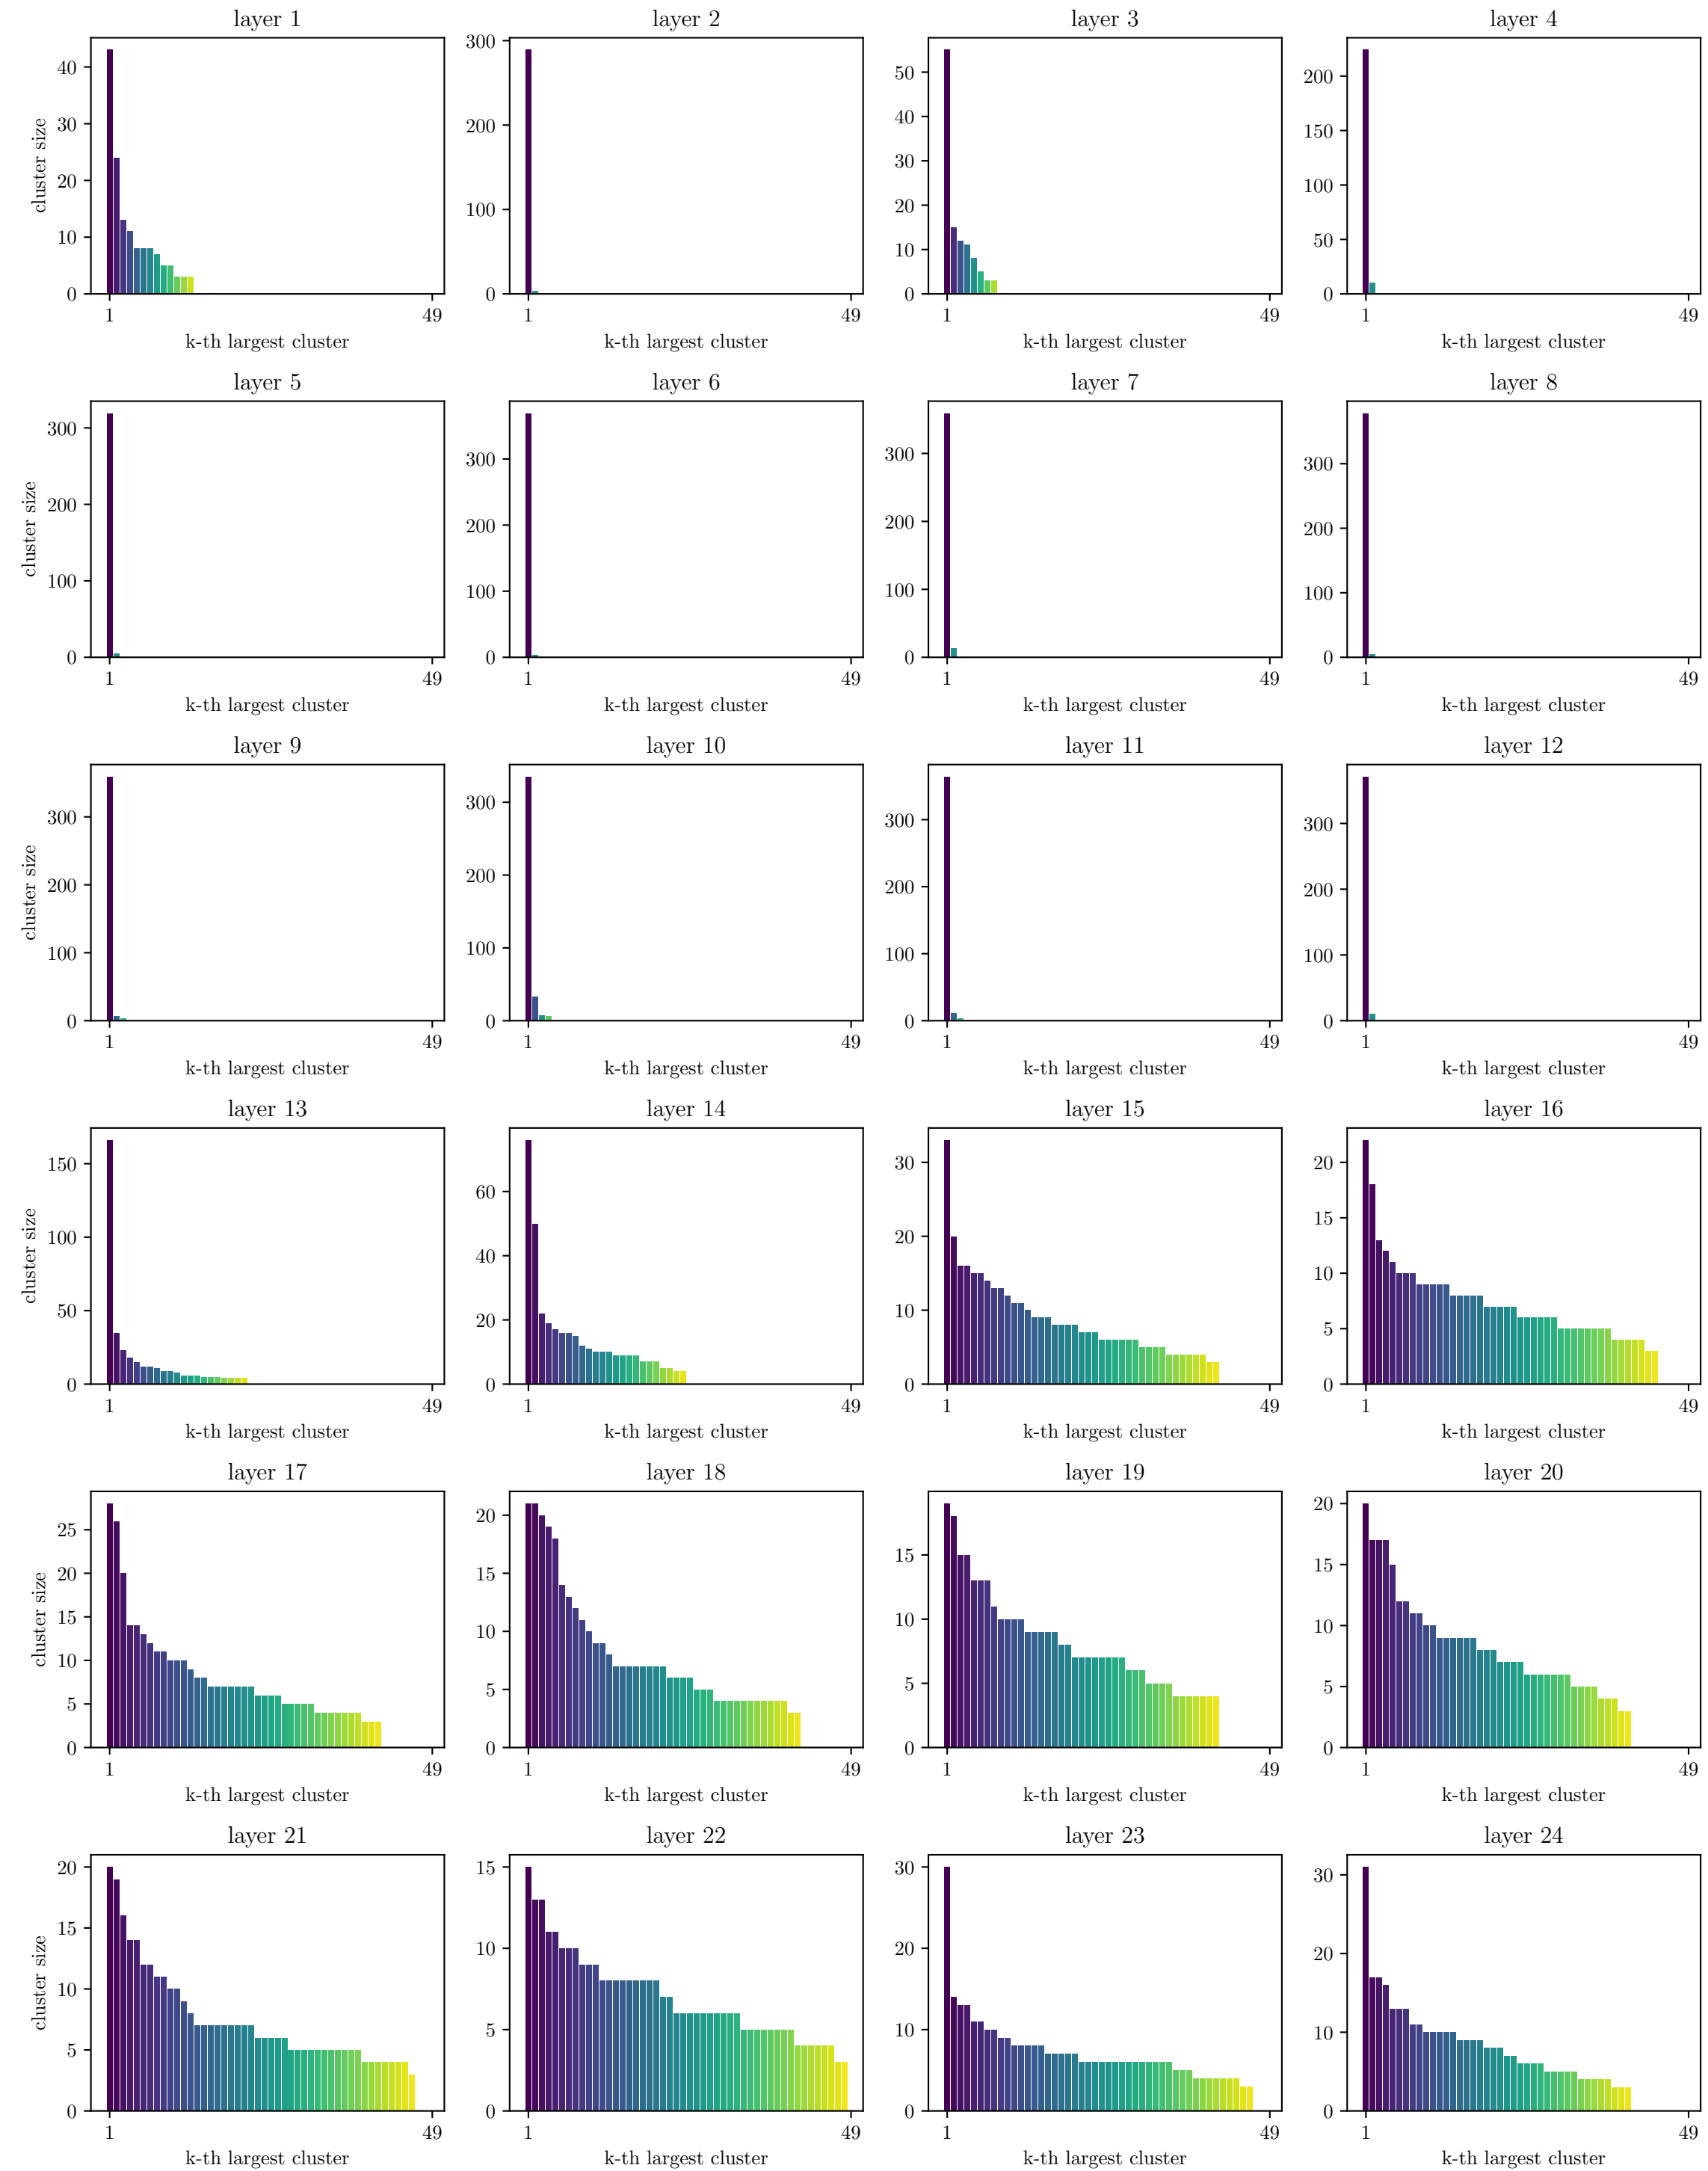 layer 1
layer 2
layer 3
layer 4
cluster size
40
30
20
10
0
1
49
k-th largest cluster
300
200
100
0
1
49
k-th largest cluster
50
40
30
20
10
0
1
49
k-th largest cluster
200
150
100
50
0
1
49
k-th largest cluster
layer 5
layer 6
layer 7
layer 8
cluster size
300
200
100
0
1
49
k-th largest cluster
300
200
100
0
1
49
k-th largest cluster
300
200
100
0
1
49
k-th largest cluster
300
200
100
0
1
49
k-th largest cluster
layer 9
layer 10
layer 11
layer 12
cluster size
300
200
100
0
1
49
k-th largest cluster
300
200
100
0
1
49
k-th largest cluster
300
200
100
0
1
49
k-th largest cluster
300
200
100
0
1
49
k-th largest cluster
layer 13
layer 14
layer 15
layer 16
cluster size
150
100
50
0
1
49
k-th largest cluster
60
40
20
0
1
49
k-th largest cluster
30
20
10
0
1
49
k-th largest cluster
20
15
10
5
0
1
49
k-th largest cluster
layer 17
layer 18
layer 19
layer 20
cluster size
25
20
15
10
5
0
1
49
k-th largest cluster
20
15
10
5
0
1
49
k-th largest cluster
15
10
5
0
1
49
k-th largest cluster
20
15
10
5
0
1
49
k-th largest cluster
layer 21
layer 22
layer 23
layer 24
cluster size
20
15
10
5
0
1
49
k-th largest cluster
15
10
5
0
1
49
k-th largest cluster
30
20
10
0
1
49
k-th largest cluster
30
20
10
0
1
49
k-th largest cluster